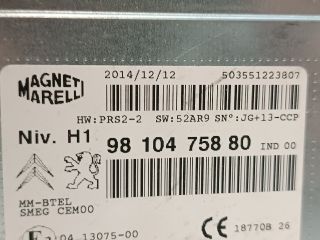 MAGNETI
MARELLI
2014/12/12 503551223807
HW:PRS2-2 SW:52AR9 SN°:JG+13-CCP
Niv. H1 98 104 758 80 IND 00
MM-BTEL
SMEG CEM00
E 04 13075-00 CE 18770B 26